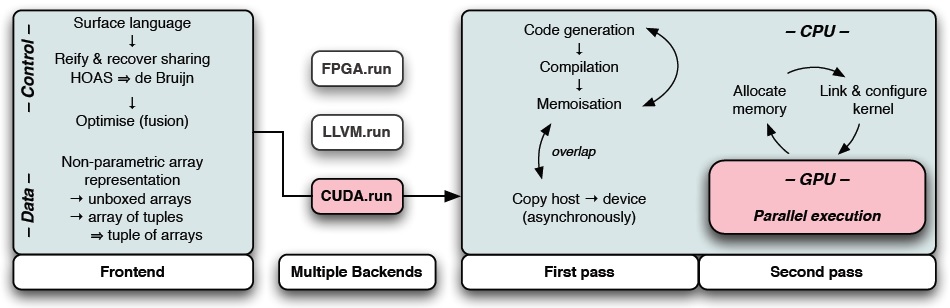 – Control –
Surface language
↓
Reify & recover sharing
HOAS ⇒ de Bruijn
↓
Optimise (fusion)
– Data –
Non-parametric array
representation
→ unboxed arrays
→ array of tuples
⇒ tuple of arrays
Frontend
FPGA.run
LLVM.run
CUDA.run
Multiple Backends
Code generation
↓
Compilation
↓
Memoisation
overlap
Copy host → device
(asynchronously)
First pass
– CPU –
Allocate
memory
Link & configure
kernel
– GPU –
Parallel execution
Second pass